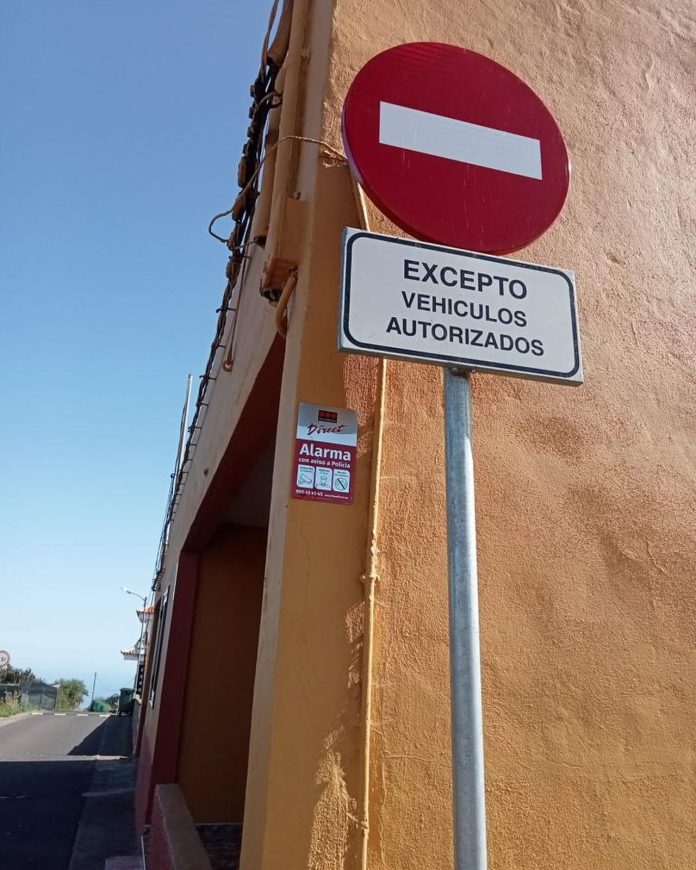 EXCEPTO
VEHICULOS
AUTORIZADOS
Direct
Alarma
con aviso a Policía